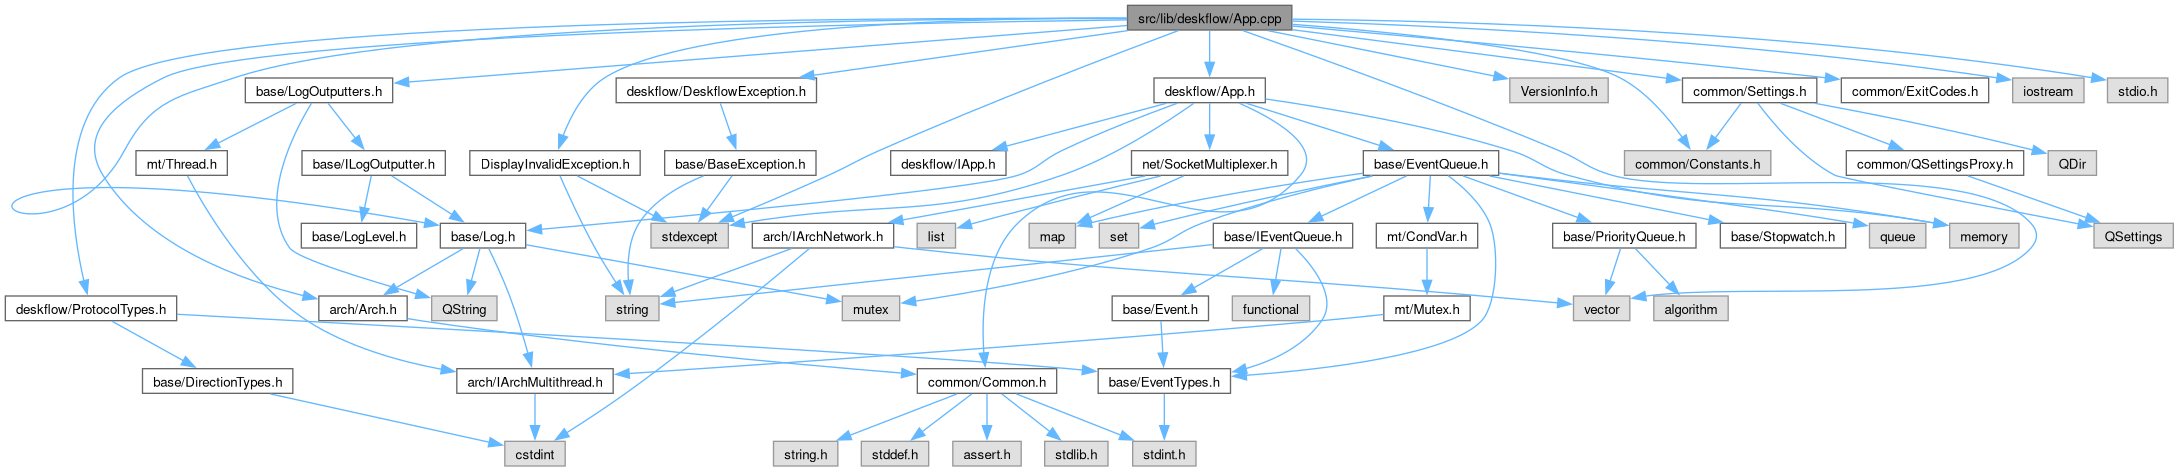 src/lib/deskflow/App.cpp
base/LogOutputters.h
deskflow/DeskflowException.h
deskflow/App.h
VersionInfo.h
common/Settings.h
common/ExitCodes.h
iostream
stdio.h
mt/Thread.h
base/ILogOutputter.h
DisplayInvalidException.h
base/BaseException.h
deskflow/IApp.h
net/SocketMultiplexer.h
base/EventQueue.h
common/Constants.h
common/QSettingsProxy.h
QDir
base/LogLevel.h
base/Log.h
stdexcept
arch/IArchNetwork.h
list
map
set
base/IEventQueue.h
mt/CondVar.h
base/PriorityQueue.h
base/Stopwatch.h
queue
memory
QSettings
deskflow/ProtocolTypes.h
arch/Arch.h
QString
string
mutex
base/Event.h
functional
mt/Mutex.h
vector
algorithm
base/DirectionTypes.h
arch/IArchMultithread.h
common/Common.h
base/EventTypes.h
cstdint
string.h
stddef.h
assert.h
stdlib.h
stdint.h